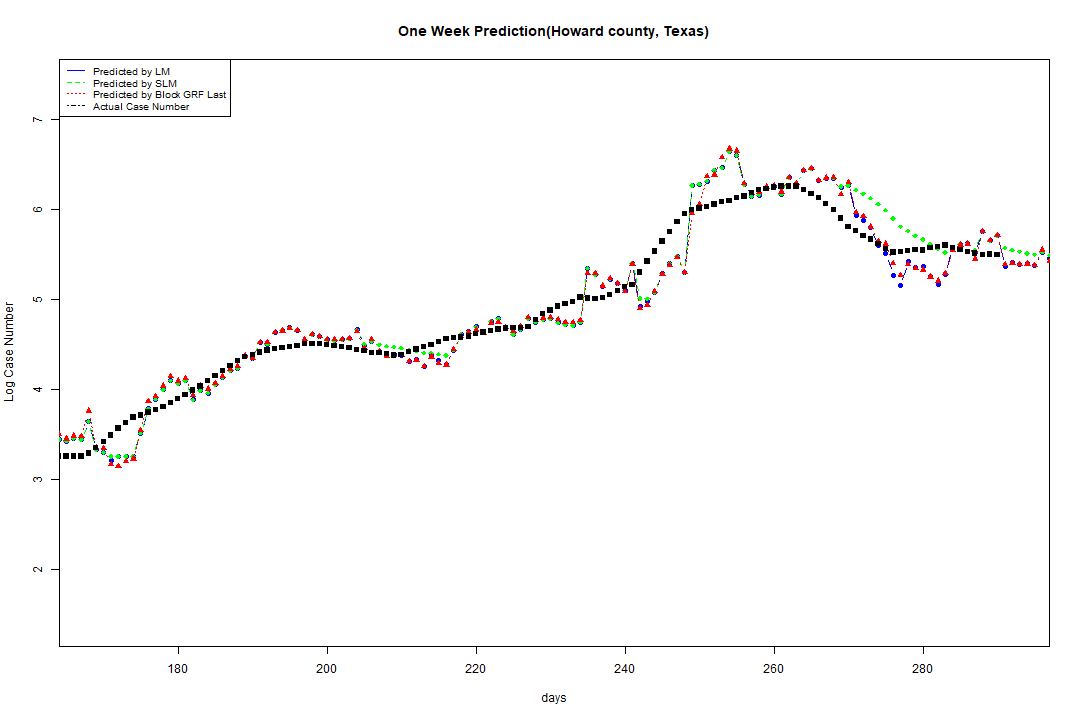 One Week Prediction(Howard county, Texas)
Predicted by LM
Predicted by SLM
Predicted by Block GRF Last
Actual Case Number
7
6
5
4
3
2
Log Case Number
180 200 220 240 260 280
days